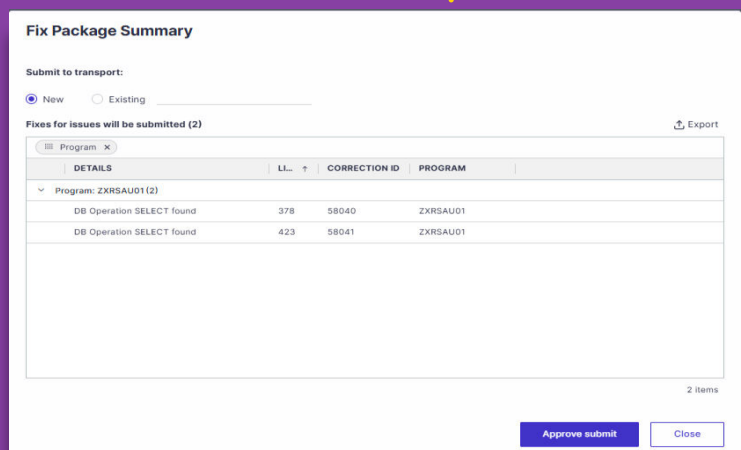 Fix Package Summary
Submit to transport:
New Existing
Fixes for issues will be submitted (2) Export
Program ×
DETAILS LI... ↑ CORRECTION ID PROGRAM
Program: ZXRSAU01 (2)
DB Operation SELECT found 378 58040 ZXRSAU01
DB Operation SELECT found 423 58041 ZXRSAU01
2 items
Approve submit Close